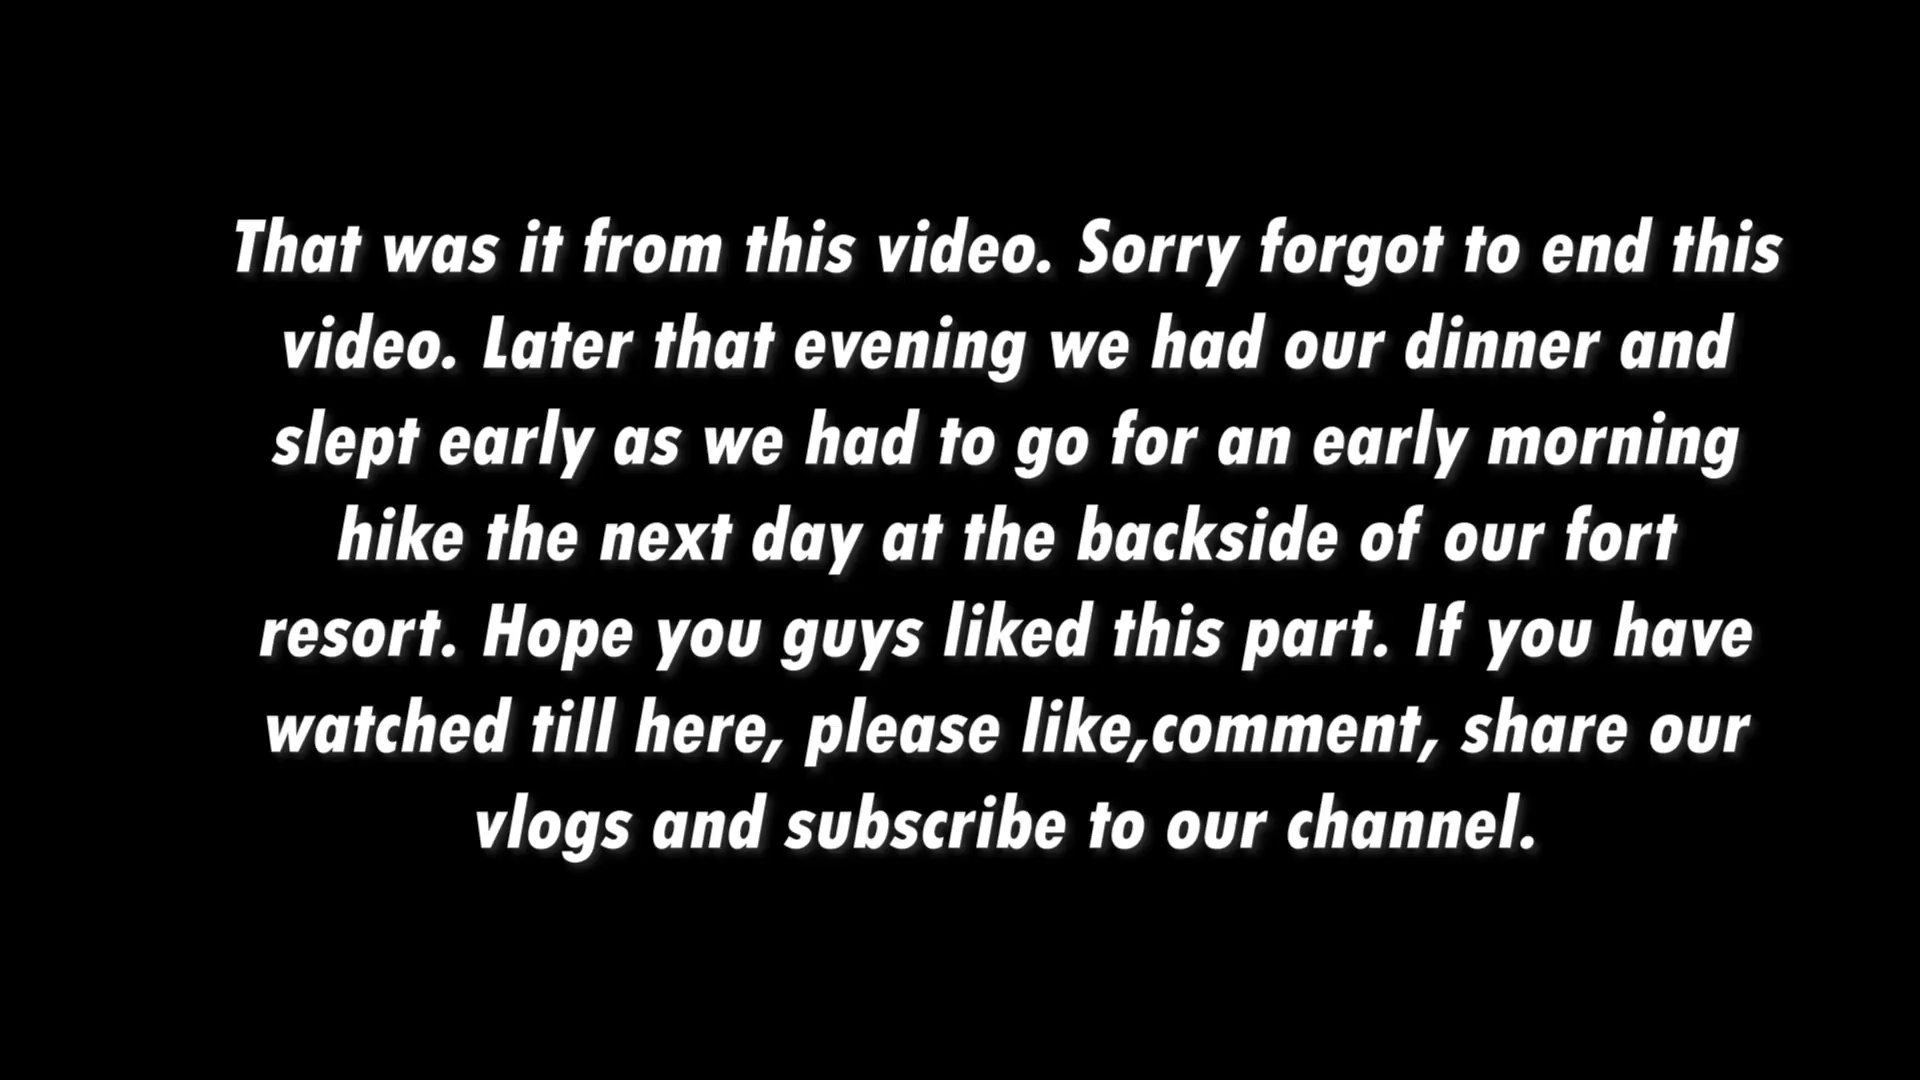 That was it from this video. Sorry forgot to end this
video. Later that evening we had our dinner and
slept early as we had to go for an early morning
hike the next day at the backside of our fort
resort. Hope you guys liked this part. If you have
watched till here, please like,comment, share our
vlogs and subscribe to our channel.